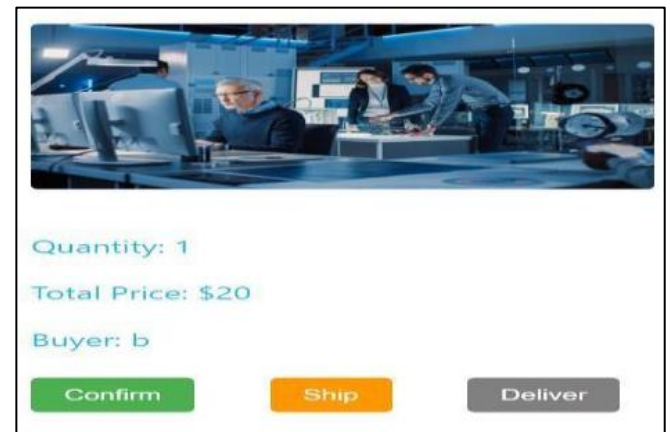 Quantity: 1
Total Price: $20
Buyer: b
Confirm Ship Deliver